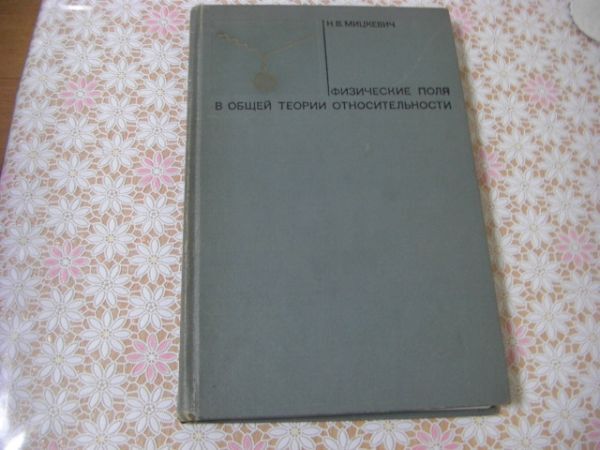 Н. В. МИЦКЕВИЧ
ФИЗИЧЕСКИЕ ПОЛЯ
В ОБЩЕЙ ТЕОРИИ ОТНОСИТЕЛЬНОСТИ